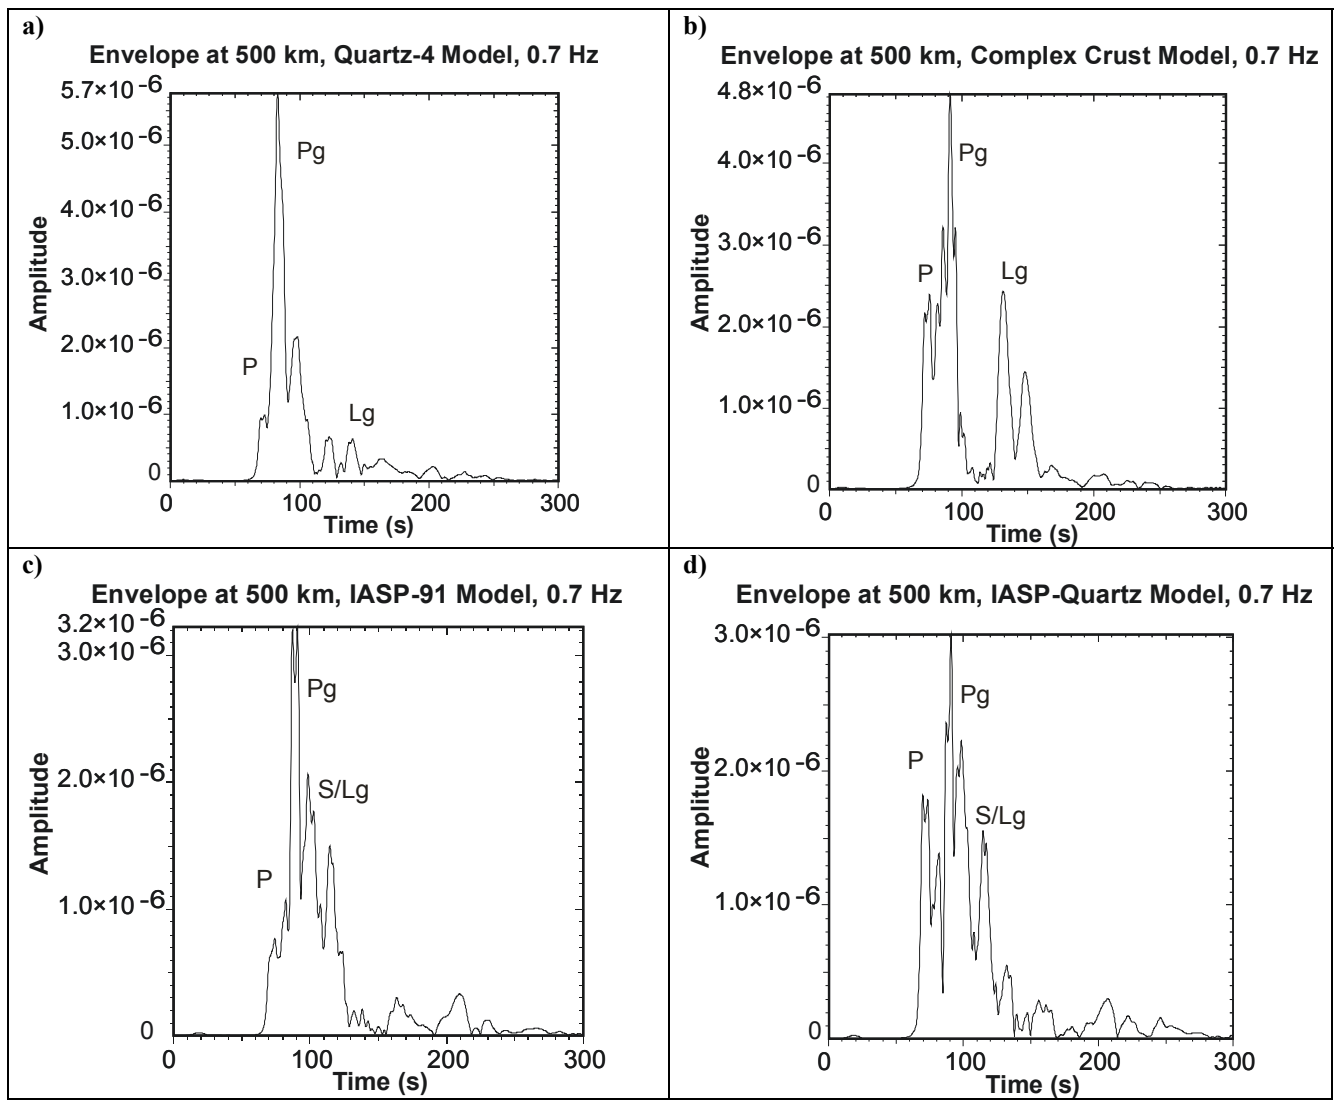 a)
Envelope at 500 km, Quartz-4 Model, 0.7 Hz
5.7×10⁻⁶
5.0×10⁻⁶
4.0×10⁻⁶
3.0×10⁻⁶
2.0×10⁻⁶
1.0×10⁻⁶
0
Amplitude
P
Pg
Lg
0 100 200 300
Time (s)
b)
Envelope at 500 km, Complex Crust Model, 0.7 Hz
4.8×10⁻⁶
4.0×10⁻⁶
3.0×10⁻⁶
2.0×10⁻⁶
1.0×10⁻⁶
0
Amplitude
P
Pg
Lg
0 100 200 300
Time (s)
c)
Envelope at 500 km, IASP-91 Model, 0.7 Hz
3.2×10⁻⁶
3.0×10⁻⁶
2.0×10⁻⁶
1.0×10⁻⁶
0
Amplitude
P
Pg
S/Lg
0 100 200 300
Time (s)
d)
Envelope at 500 km, IASP-Quartz Model, 0.7 Hz
3.0×10⁻⁶
2.0×10⁻⁶
1.0×10⁻⁶
0
Amplitude
P
Pg
S/Lg
0 100 200 300
Time (s)